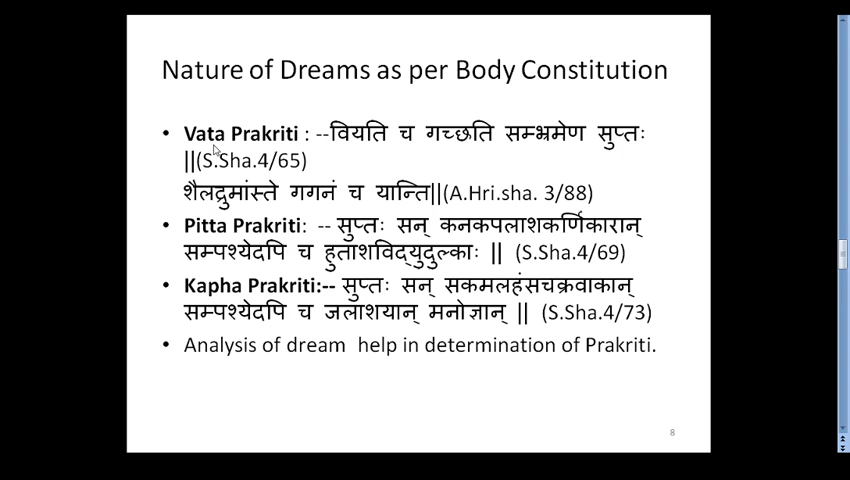 Nature of Dreams as per Body Constitution
• Vata Prakriti : --वियति च गच्छति सम्भ्रमेण सुप्तः
||(S.Sha.4/65)
शैलद्रुमांस्ते गगनं च यान्ति||(A.Hri.sha. 3/88)
• Pitta Prakriti: -- सुप्तः सन् कनकपलाशकर्णिकारान्
सम्पश्येदपि च हुताशविद्युदुल्काः || (S.Sha.4/69)
• Kapha Prakriti:-- सुप्तः सन् सकमलहंसचक्रवाकान्
सम्पश्येदपि च जलाशयान् मनोज्ञान् || (S.Sha.4/73)
• Analysis of dream help in determination of Prakriti.
8